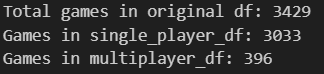 Total games in original df: 3429
Games in single_player_df: 3033
Games in multiplayer_df: 396